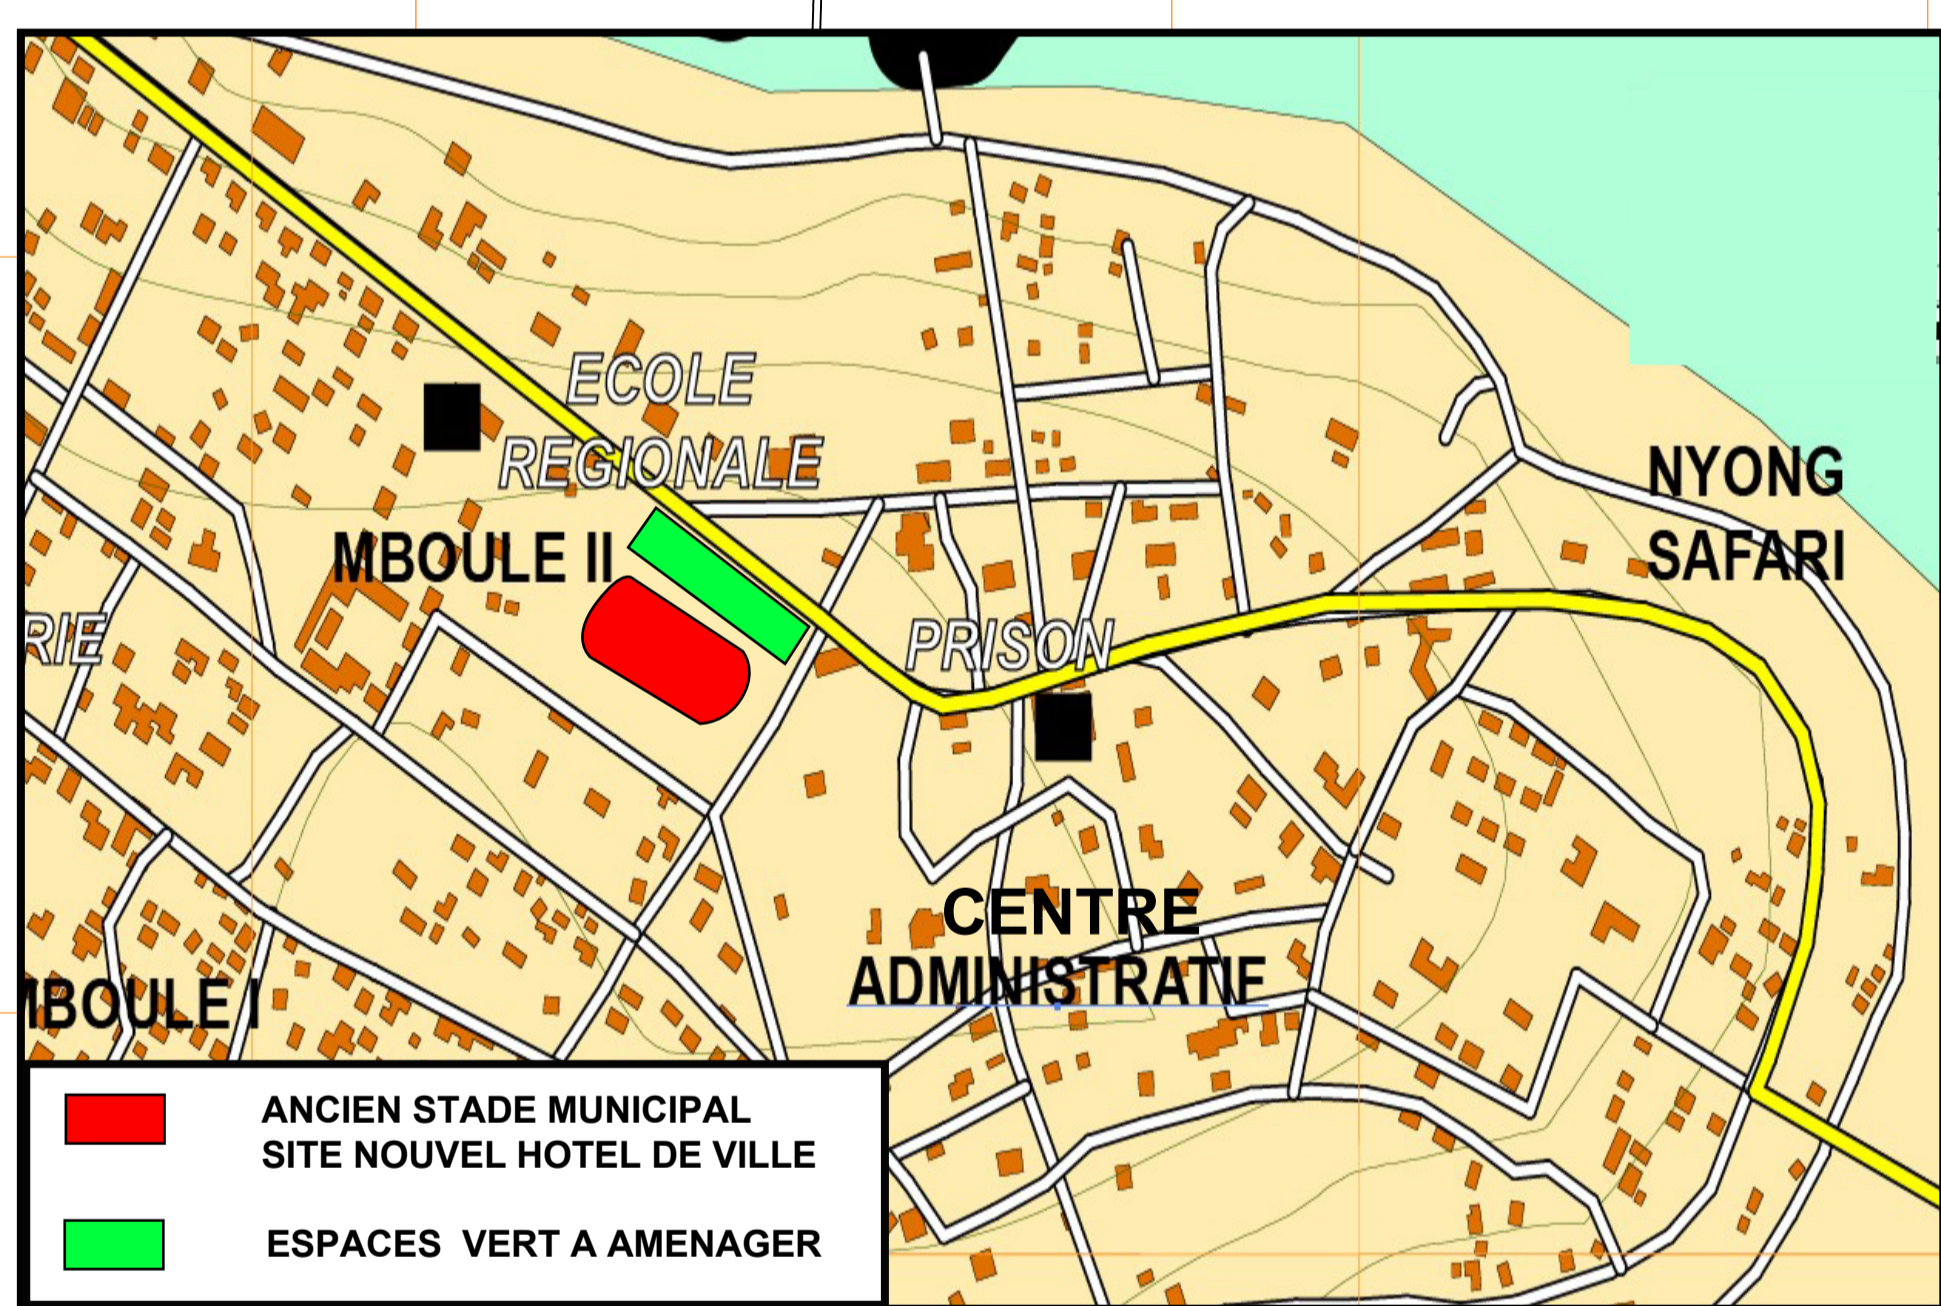 ECOLE
REGIONALE
NYONG
SAFARI
MBOULE II
RIE
PRISON
CENTRE
ADMINISTRATIF
MBOULE I
ANCIEN STADE MUNICIPAL
SITE NOUVEL HOTEL DE VILLE
ESPACES VERT A AMENAGER